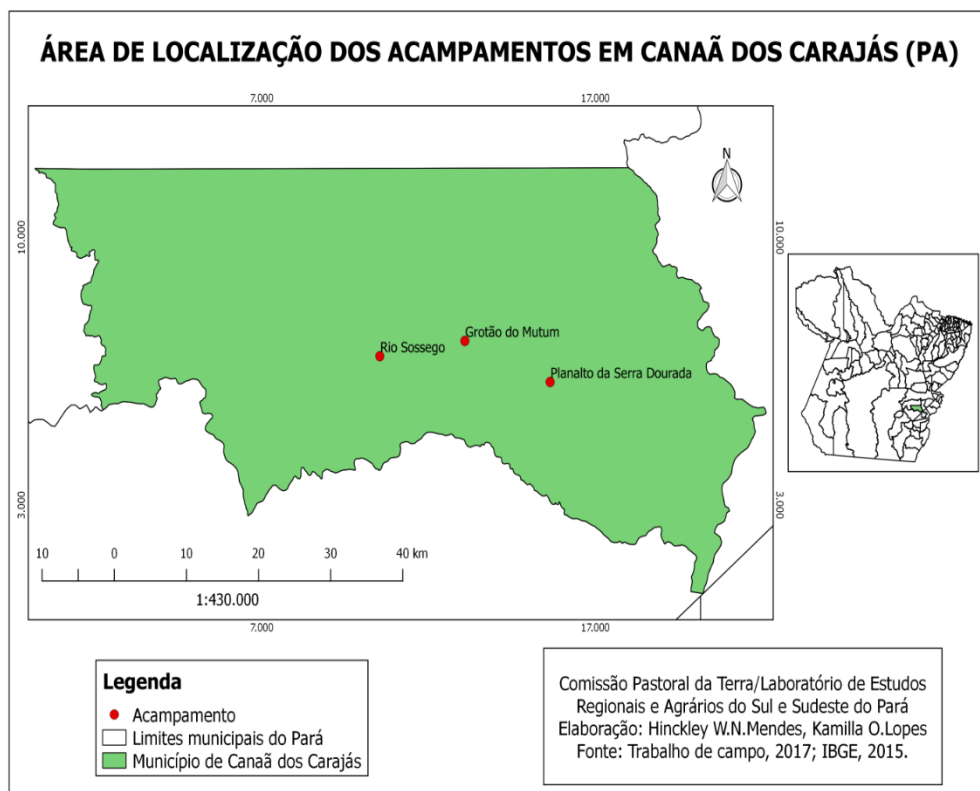 ÁREA DE LOCALIZAÇÃO DOS ACAMPAMENTOS EM CANAÃ DOS CARAJÁS (PA)
7.000
17.000
N
10.000
10.000
Grotão do Mutum
Rio Sossego
Planalto da Serra Dourada
3.000
3.000
10 0 10 20 30 40 km
1:430.000
7.000
17.000
Legenda
Acampamento
Limites municipais do Pará
Município de Canaã dos Carajás
Comissão Pastoral da Terra/Laboratório de Estudos
Regionais e Agrários do Sul e Sudeste do Pará
Elaboração: Hinckley W.N.Mendes, Kamilla O.Lopes
Fonte: Trabalho de campo, 2017; IBGE, 2015.